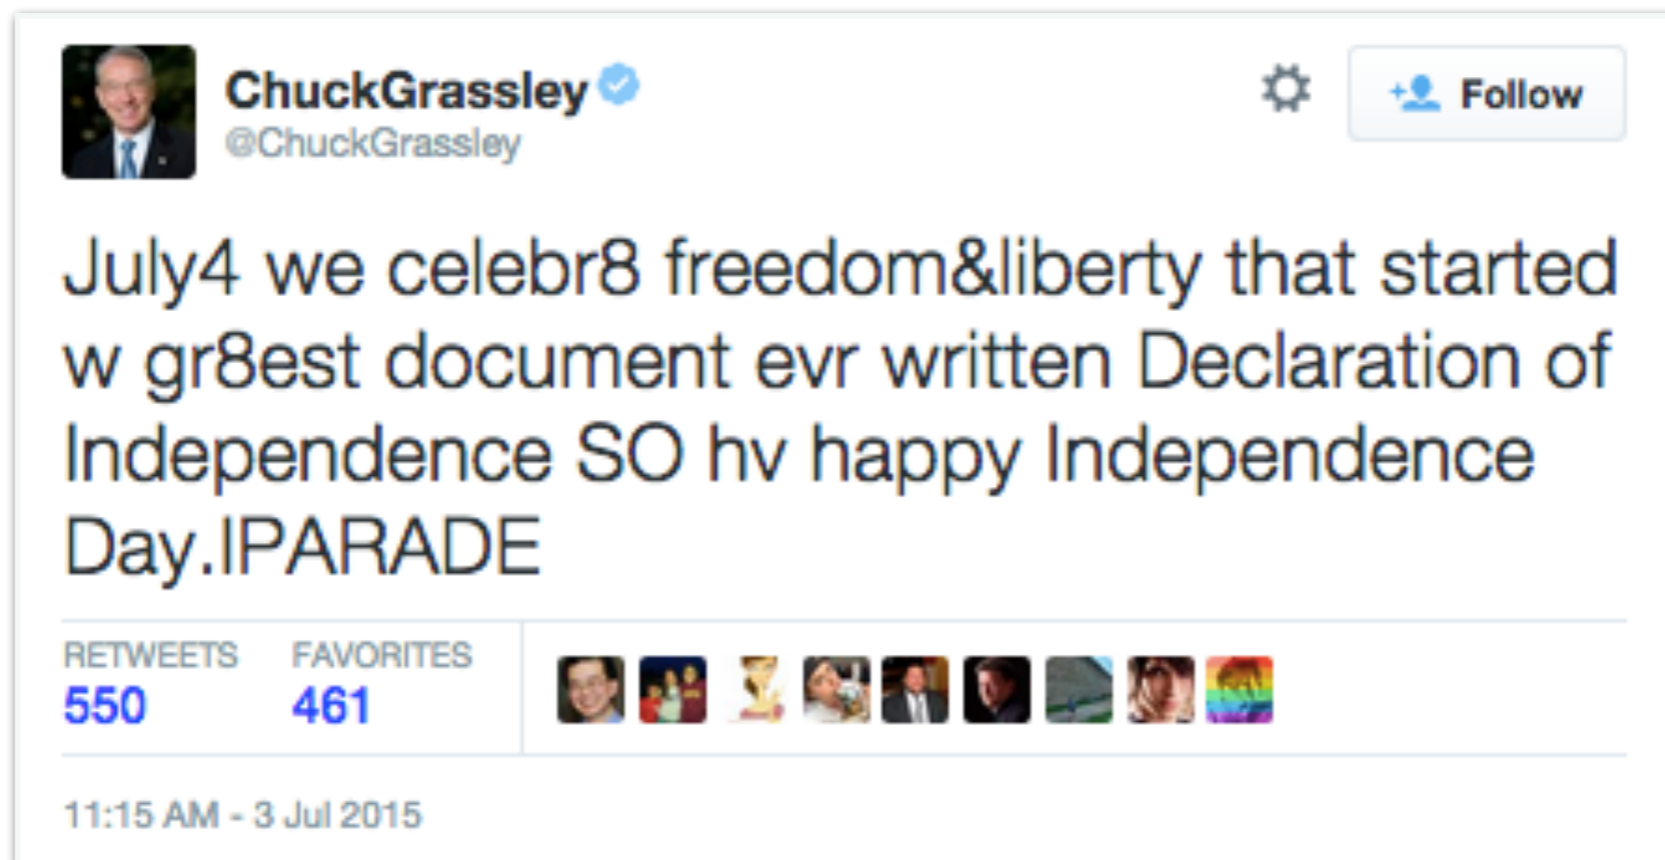 ChuckGrassley
@ChuckGrassley
Follow
July4 we celebr8 freedom&liberty that started
w gr8est document evr written Declaration of
Independence SO hv happy Independence
Day.IPARADE
RETWEETS FAVORITES
550 461
11:15 AM - 3 Jul 2015